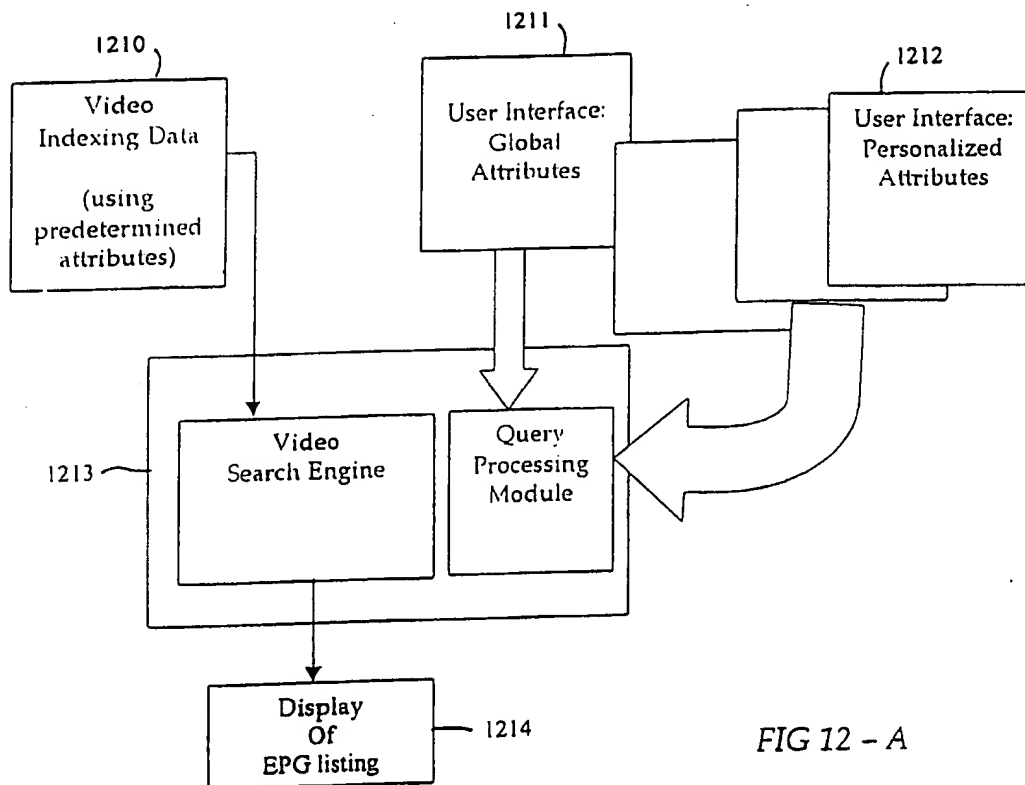 1210
1211
1212
Video
Indexing Data
(using
predetermined
attributes)
User Interface:
Global
Attributes
User Interface:
Personalized
Attributes
1213
Video
Search Engine
Query
Processing
Module
Display
Of
EPG listing
1214
FIG 12 – A